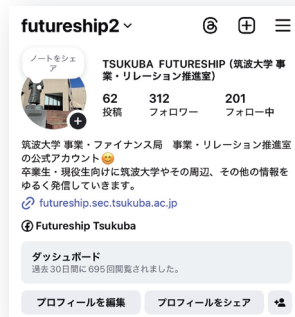 futureship2
ノートをシェ
ア
TSUKUBA FUTURESHIP (筑波大学 事
業・リレーション推進室)
62 312 201
投稿 フォロワー フォロー中
筑波大学 事業・ファイナンス局 事業・リレーション推進室
の公式アカウント😊
卒業生・現役生向けに筑波大学やその周辺、その他の情報を
ゆるく発信していきます。
futureship.sec.tsukuba.ac.jp
Futureship Tsukuba
ダッシュボード
過去30日間に695回閲覧されました。
プロフィールを編集 プロフィールをシェア